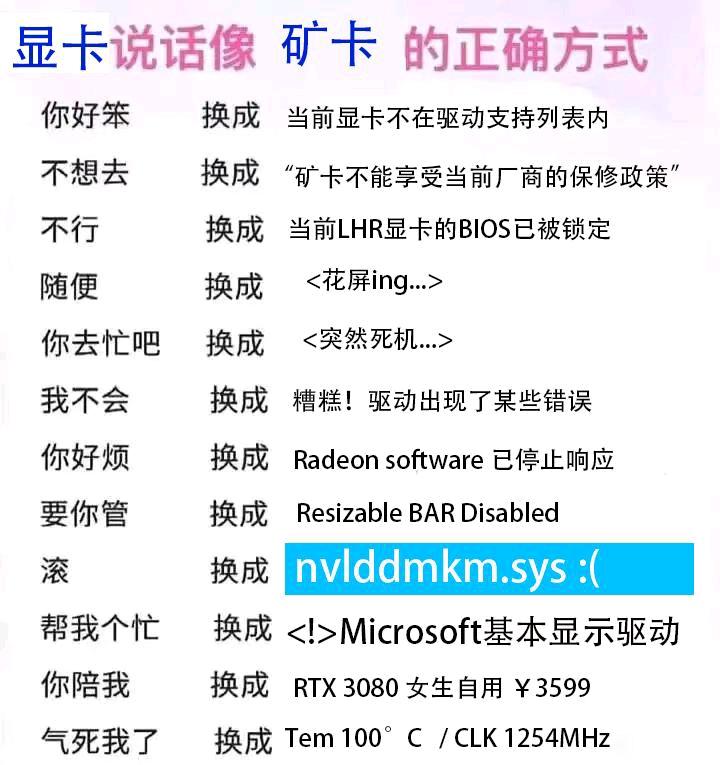 显卡说话像 矿卡 的正确方式
你好笨 换成 当前显卡不在驱动支持列表内
不想去 换成 “矿卡不能享受当前厂商的保修政策”
不行 换成 当前LHR显卡的BIOS已被锁定
随便 换成 <花屏ing...>
你去忙吧 换成 <突然死机...>
我不会 换成 糟糕！驱动出现了某些错误
你好烦 换成 Radeon software 已停止响应
要你管 换成 Resizable BAR Disabled
滚 换成 nvlddmkm.sys :(
帮我个忙 换成 <!>Microsoft基本显示驱动
你陪我 换成 RTX 3080 女生自用 ￥3599
气死我了 换成 Tem 100°C / CLK 1254MHz